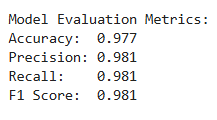 Model Evaluation Metrics:
Accuracy:  0.977
Precision: 0.981
Recall:    0.981
F1 Score:  0.981